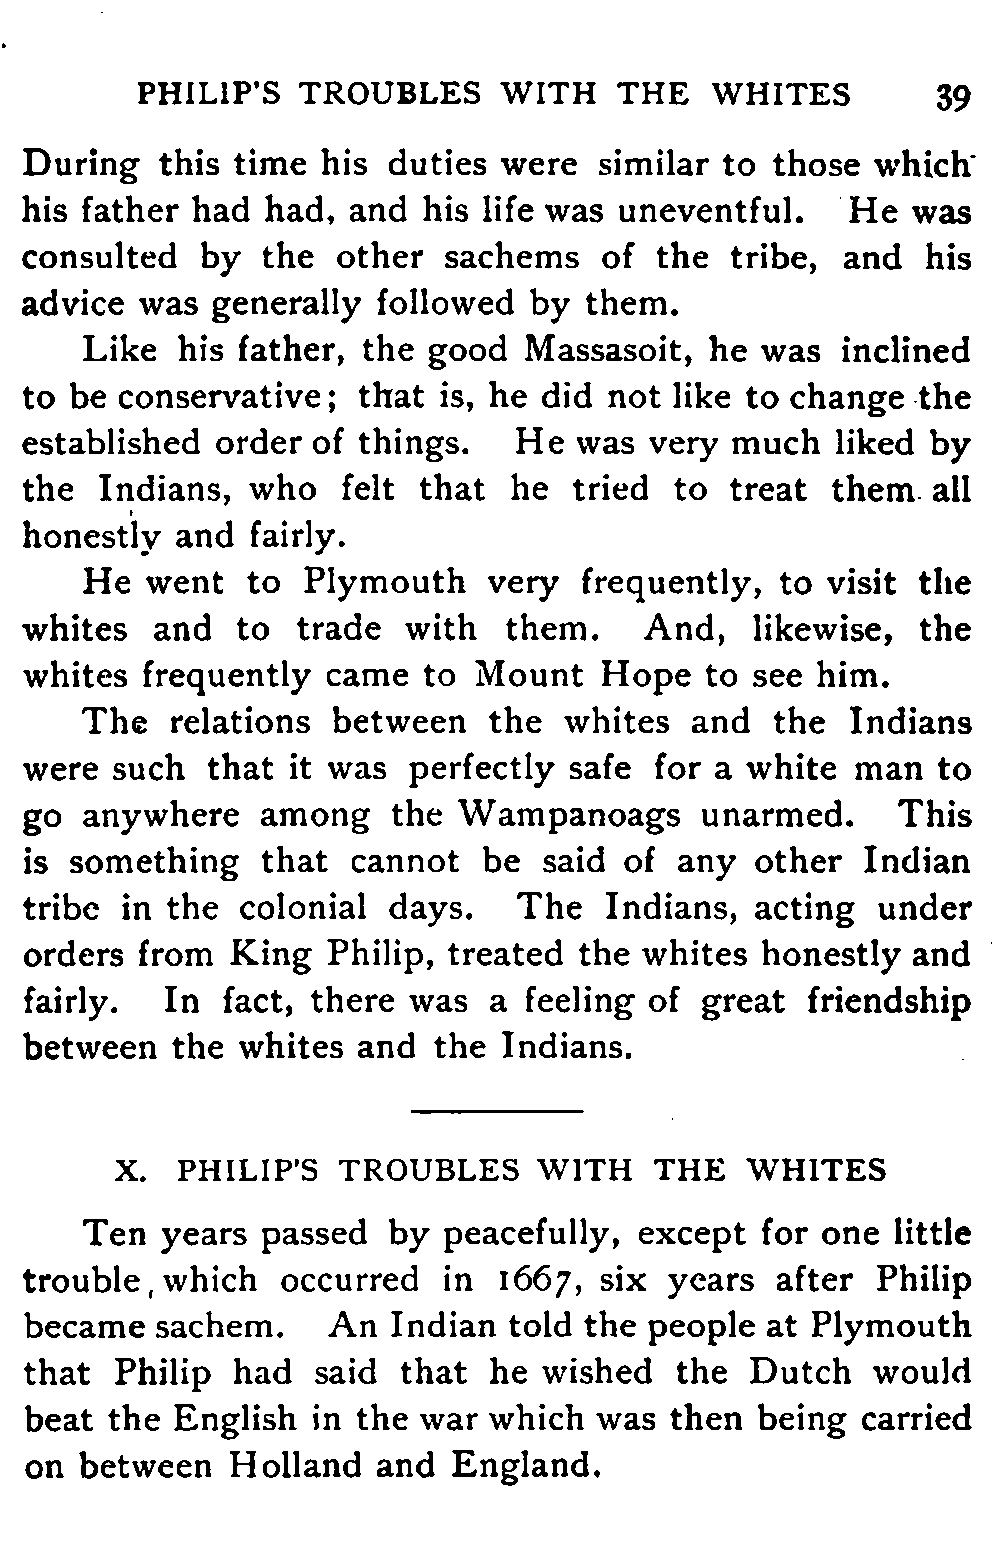 PHILIP'S TROUBLES WITH THE WHITES 39
During this time his duties were similar to those which
his father had had, and his life was uneventful. He was
consulted by the other sachems of the tribe, and his
advice was generally followed by them.
Like his father, the good Massasoit, he was inclined
to be conservative; that is, he did not like to change the
established order of things. He was very much liked by
the Indians, who felt that he tried to treat them all
honestly and fairly.
He went to Plymouth very frequently, to visit the
whites and to trade with them. And, likewise, the
whites frequently came to Mount Hope to see him.
The relations between the whites and the Indians
were such that it was perfectly safe for a white man to
go anywhere among the Wampanoags unarmed. This
is something that cannot be said of any other Indian
tribe in the colonial days. The Indians, acting under
orders from King Philip, treated the whites honestly and
fairly. In fact, there was a feeling of great friendship
between the whites and the Indians.
X. PHILIP'S TROUBLES WITH THE WHITES
Ten years passed by peacefully, except for one little
trouble, which occurred in 1667, six years after Philip
became sachem. An Indian told the people at Plymouth
that Philip had said that he wished the Dutch would
beat the English in the war which was then being carried
on between Holland and England.